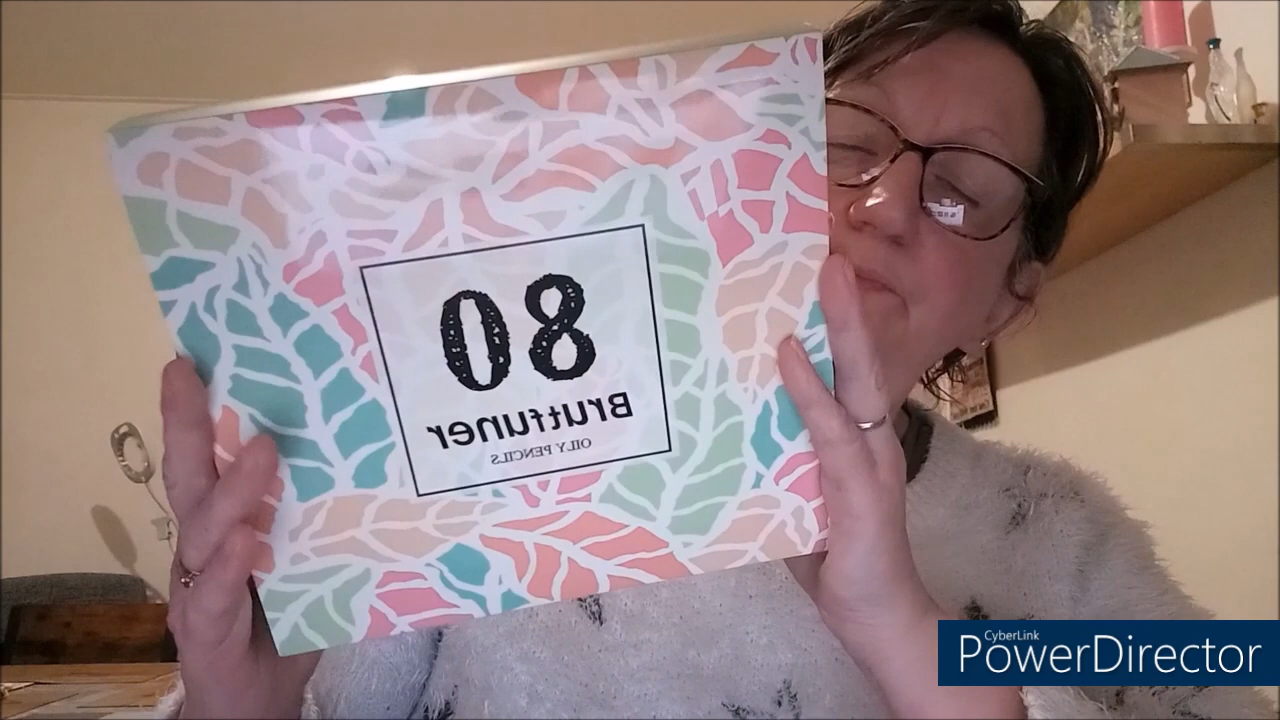 80
Brutfuner
OILY PENCILS
CyberLink
PowerDirector